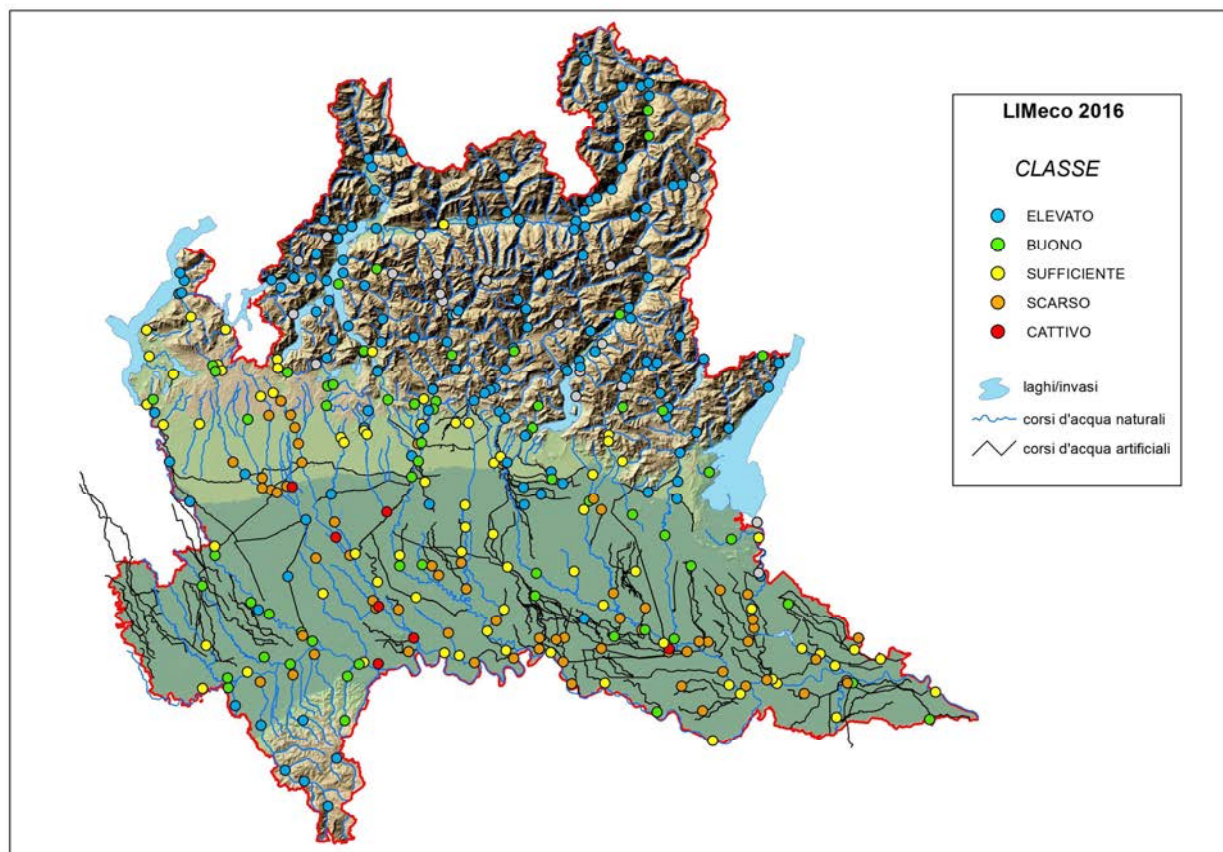 LIMeco 2016
CLASSE
ELEVATO
BUONO
SUFFICIENTE
SCARSO
CATTIVO
laghi/invasi
corsi d'acqua naturali
corsi d'acqua artificiali